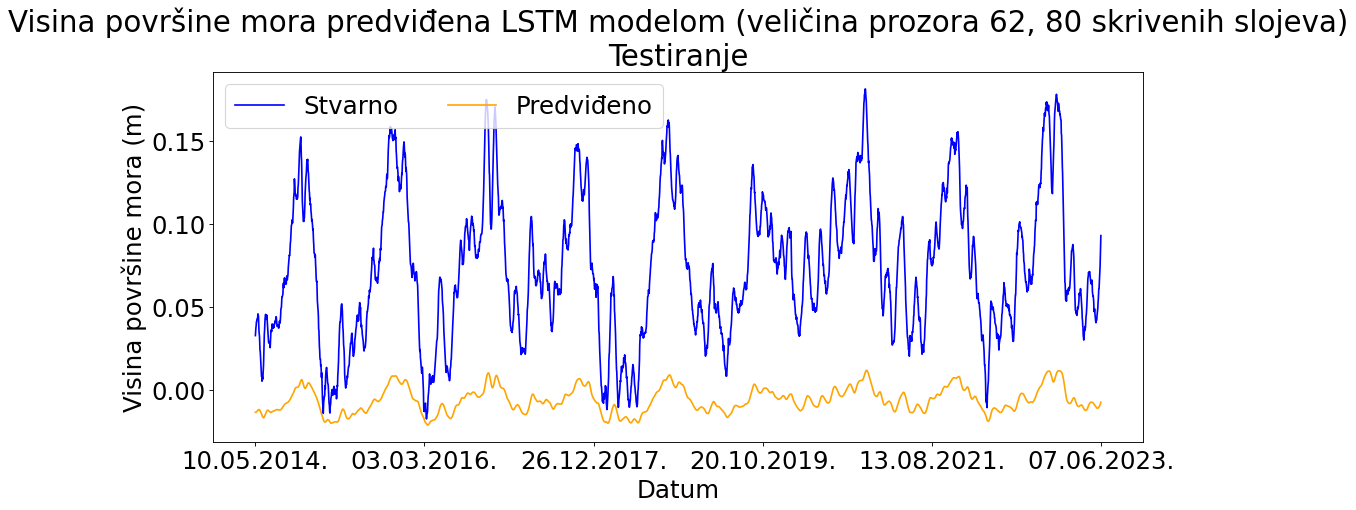 Visina površine mora predviđena LSTM modelom (veličina prozora 62, 80 skrivenih slojeva)
Testiranje
Stvarno Predviđeno
Visina površine mora (m)
0.15
0.10
0.05
0.00
10.05.2014. 03.03.2016. 26.12.2017. 20.10.2019. 13.08.2021. 07.06.2023.
Datum